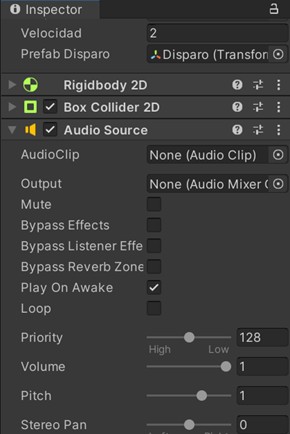 Inspector
Velocidad 2
Prefab Disparo Disparo (Transfor
Rigidbody 2D
Box Collider 2D
Audio Source
AudioClip None (Audio Clip)
Output None (Audio Mixer G
Mute
Bypass Effects
Bypass Listener Effe
Bypass Reverb Zone
Play On Awake
Loop
Priority 128
High Low
Volume 1
Pitch 1
Stereo Pan 0